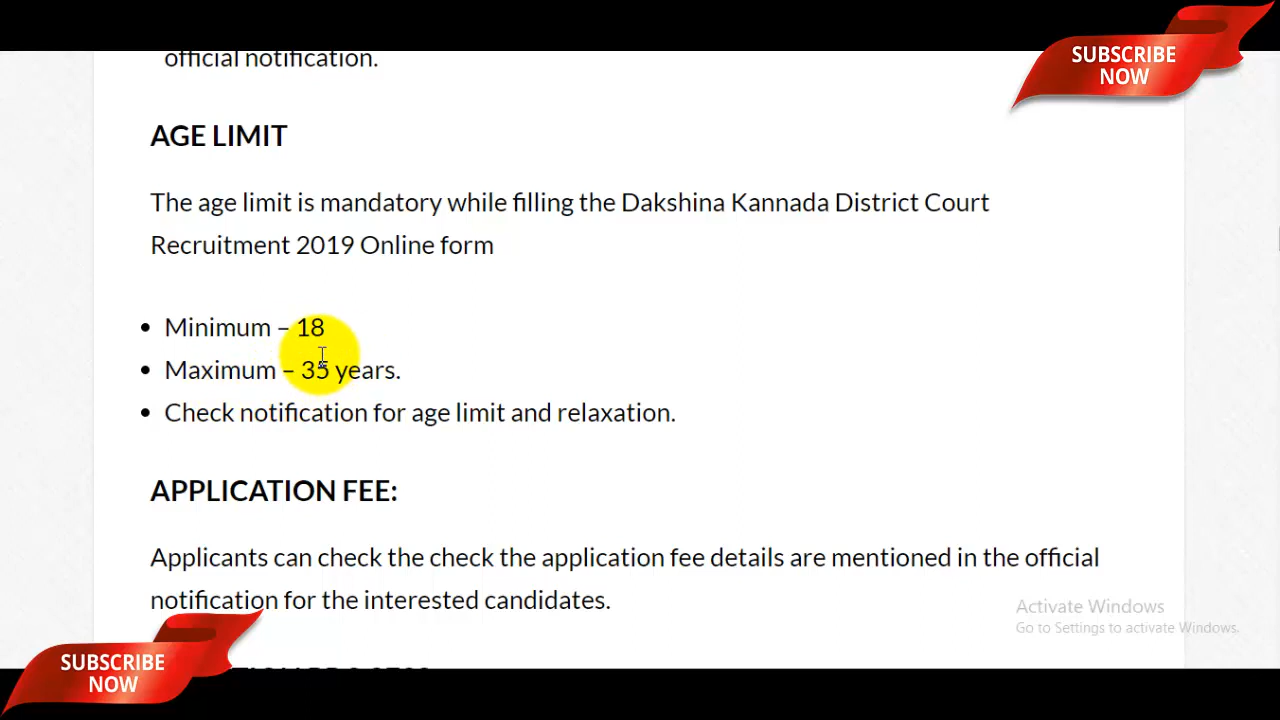 official notification.
SUBSCRIBE
NOW
AGE LIMIT
The age limit is mandatory while filling the Dakshina Kannada District Court
Recruitment 2019 Online form
• Minimum – 18
• Maximum – 35 years.
• Check notification for age limit and relaxation.
APPLICATION FEE:
Applicants can check the check the application fee details are mentioned in the official
notification for the interested candidates.
Activate Windows
Go to Settings to activate Windows.
SUBSCRIBE
NOW